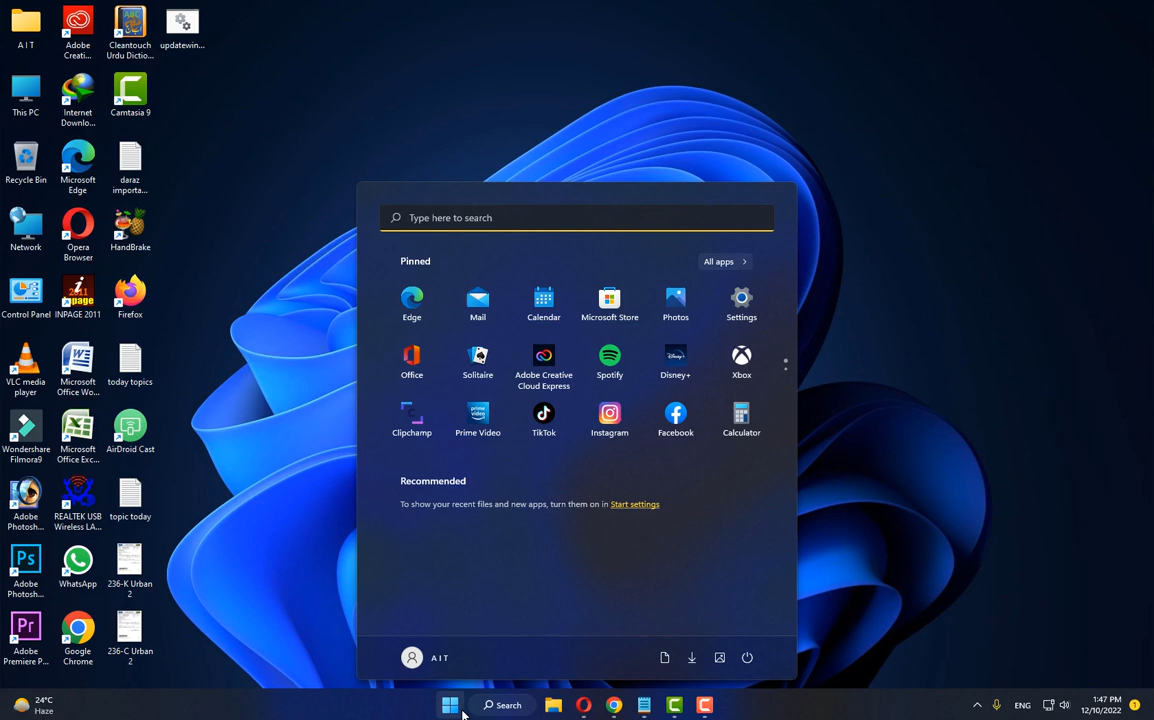 A I T
Adobe
Creati...
Cleantouch
Urdu Dictio...
updatewin...
This PC
Internet
Downlo...
Camtasia 9
Recycle Bin
Microsoft
Edge
daraz
importa...
Network
Opera
Browser
HandBrake
Control Panel
INPAGE 2011
Firefox
VLC media
player
Microsoft
Office Wo...
today topics
Wondershare
Filmora9
Microsoft
Office Exc...
AirDroid Cast
Adobe
Photosh...
REALTEK USB
Wireless LA...
topic today
Adobe
Photosh...
WhatsApp
236-K Urban
2
Adobe
Premiere P...
Google
Chrome
236-C Urban
2
Type here to search
Pinned
All apps
Edge
Mail
Calendar
Microsoft Store
Photos
Settings
Office
Solitaire
Adobe Creative
Cloud Express
Spotify
Disney+
Xbox
Clipchamp
Prime Video
TikTok
Instagram
Facebook
Calculator
Recommended
To show your recent files and new apps, turn them on in Start settings
A I T
24°C
Haze
Search
ENG
1:47 PM
12/10/2022
1